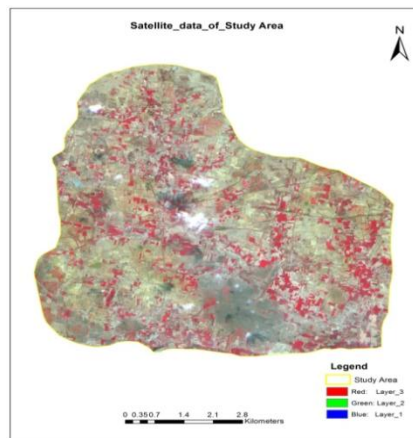 Satellite_data_of_Study Area
N
Legend
Study Area
Red: Layer_3
Green: Layer_2
Blue: Layer_1
0 0.35 0.7 1.4 2.1 2.8
Kilometers